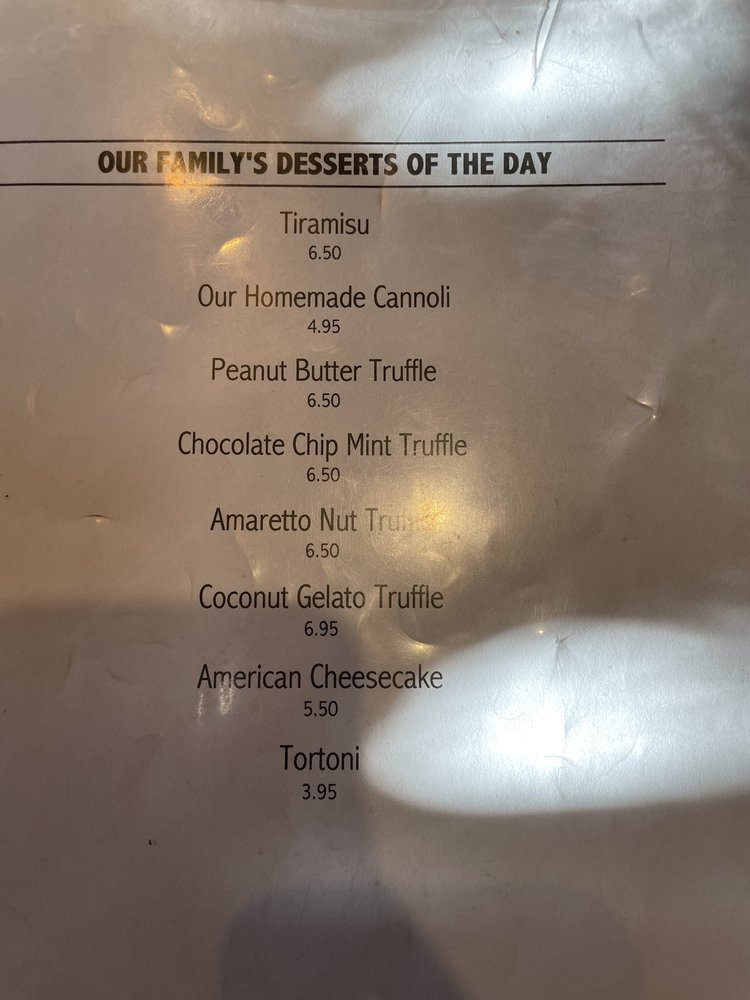 OUR FAMILY'S DESSERTS OF THE DAY
Tiramisu
6.50
Our Homemade Cannoli
4.95
Peanut Butter Truffle
6.50
Chocolate Chip Mint Truffle
6.50
Amaretto Nut Truffle
6.50
Coconut Gelato Truffle
6.95
American Cheesecake
5.50
Tortoni
3.95